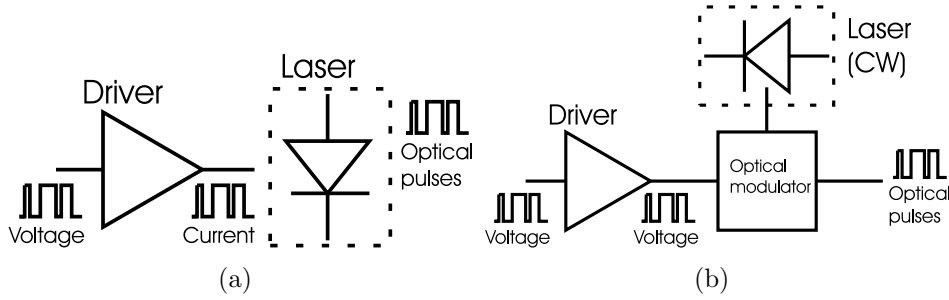 Driver
Laser
Voltage
Current
Optical
pulses
(a)
Laser
(CW)
Driver
Optical
modulator
Voltage
Voltage
Optical
pulses
(b)